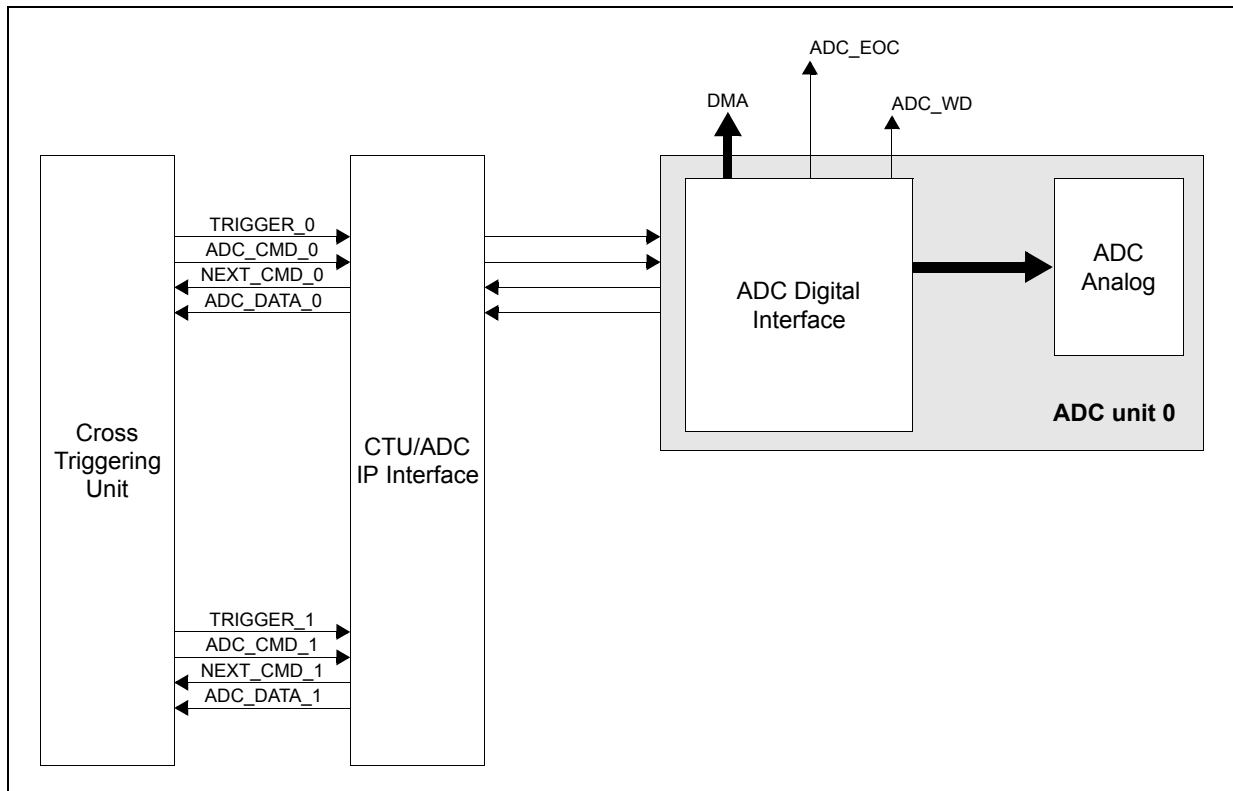 ADC_EOC
DMA
ADC_WD
TRIGGER_0
ADC_CMD_0
NEXT_CMD_0
ADC_DATA_0
ADC Digital
Interface
ADC
Analog
ADC unit 0
Cross
Triggering
Unit
CTU/ADC
IP Interface
TRIGGER_1
ADC_CMD_1
NEXT_CMD_1
ADC_DATA_1